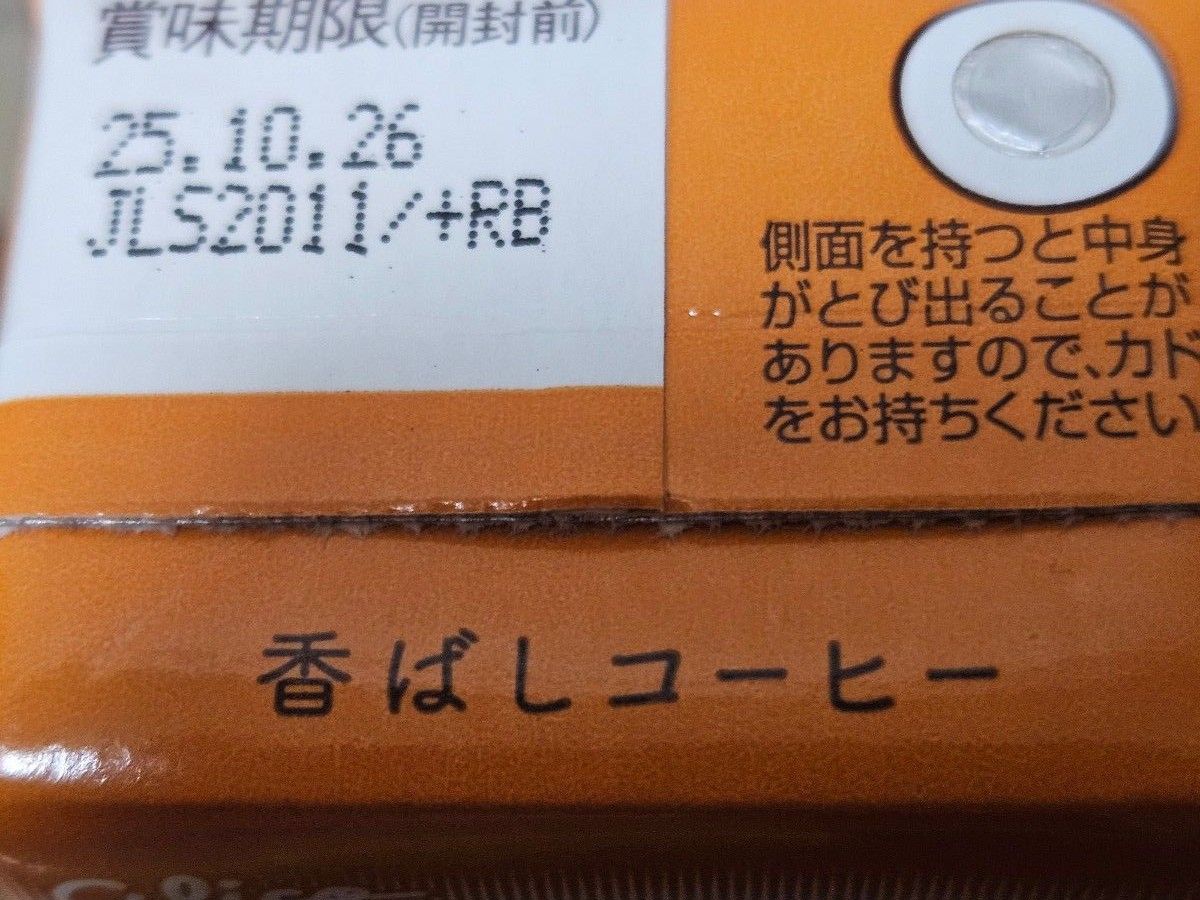 賞味期限(開封前)
25.10.26
JLS2011/+RB
側面を持つと中身
がとび出ることが
ありますので、カド
をお持ちください
香ばしコーヒー